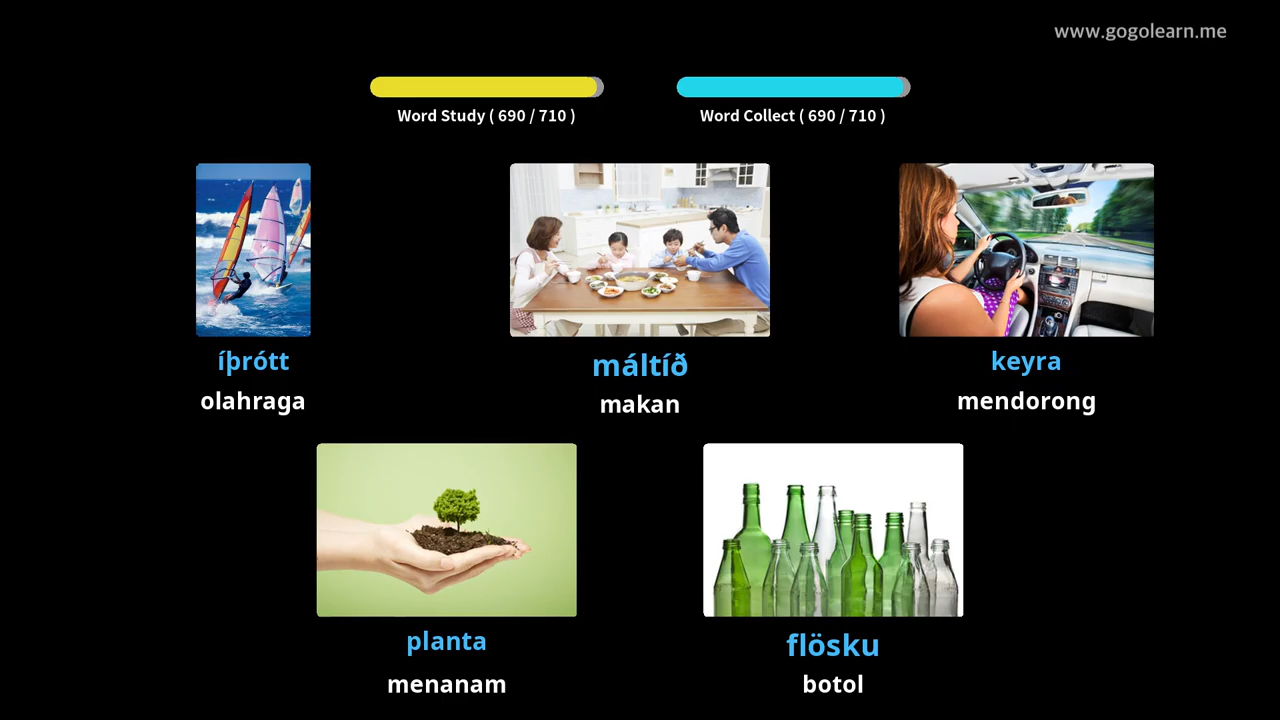 www.gogolearn.me
Word Study ( 690 / 710 )
Word Collect ( 690 / 710 )
íþrótt
olahraga
máltíð
makan
keyra
mendorong
planta
menanam
flösku
botol